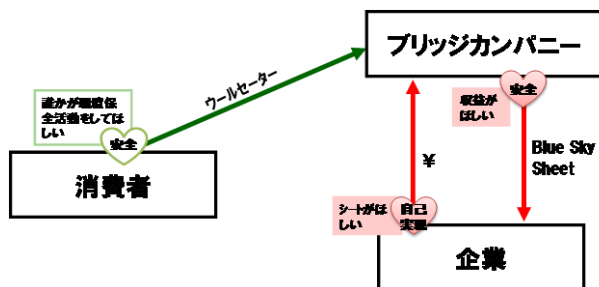 ブリッジカンパニー
ウールセーター
誰かが環境保
全活動をしてほ
しい
安全
消費者
収益が
ほしい
安全
Blue Sky
Sheet
¥
シートがほ
しい
自己
実現
企業